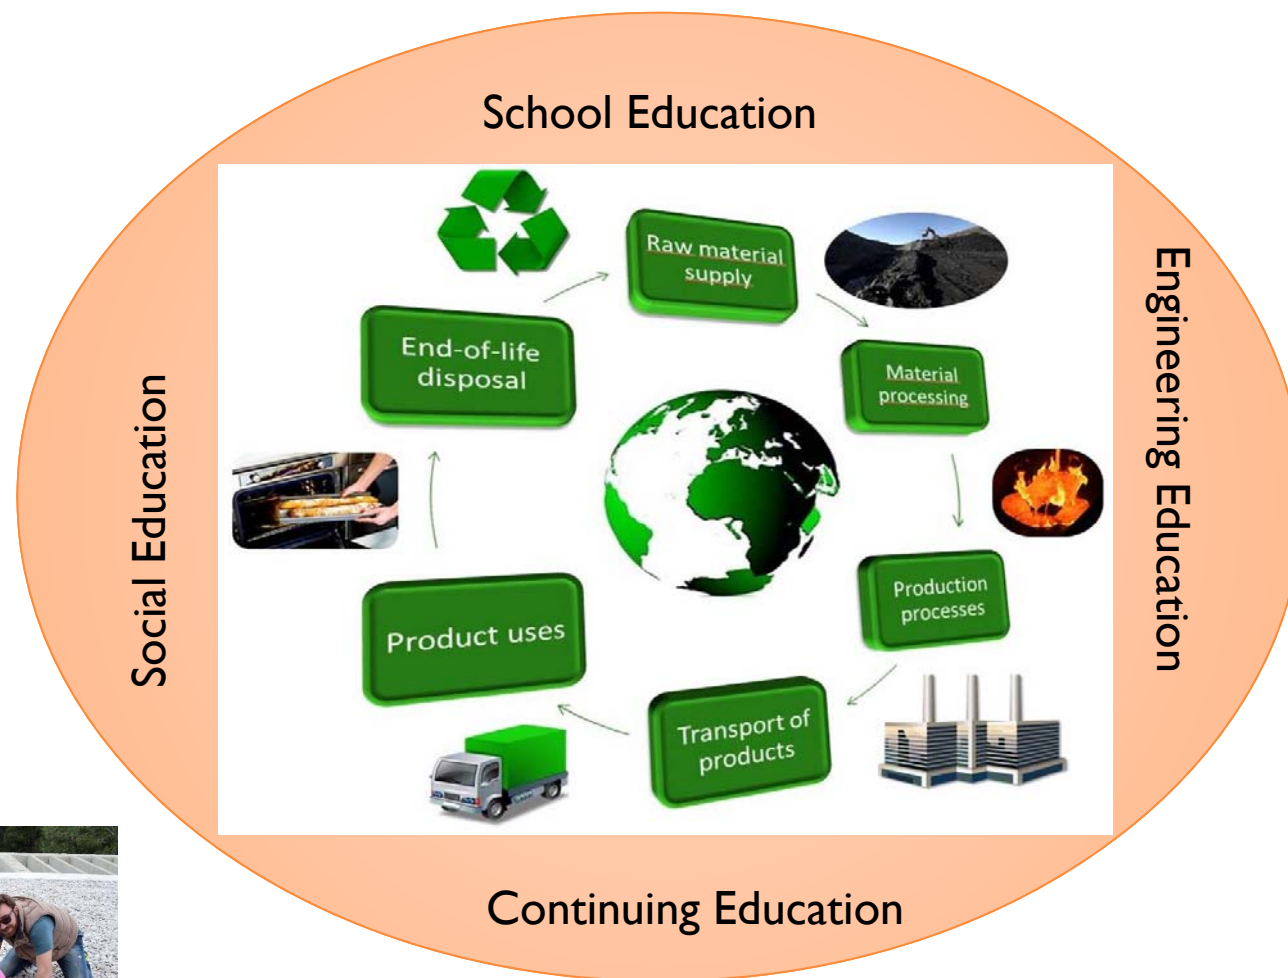 School Education
Raw material
supply
Engineering Education
End-of-life
disposal
Material
processing
Social Education
Production
processes
Product uses
Transport of
products
Continuing Education